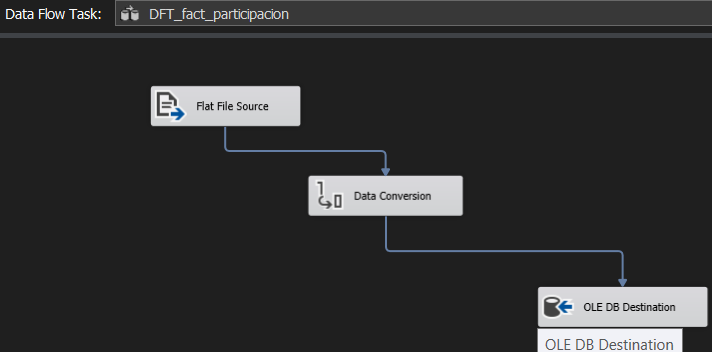 Data Flow Task: DFT_fact_participacion
Flat File Source
Data Conversion
OLE DB Destination
OLE DB Destination